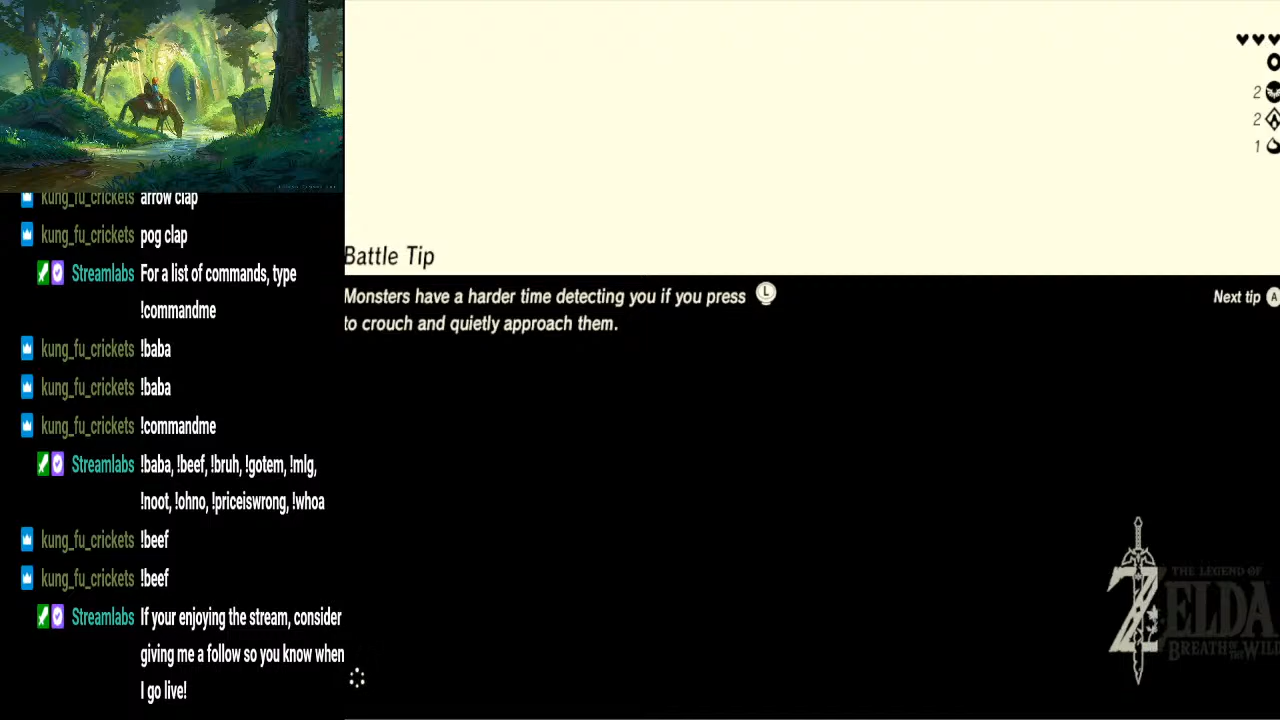 kung_fu_crickets arrow clap
kung_fu_crickets pog clap
Streamlabs For a list of commands, type
!commandme
kung_fu_crickets !baba
kung_fu_crickets !baba
kung_fu_crickets !commandme
Streamlabs !baba, !beef, !bruh, !gotem, !mlg,
!noot, !ohno, !priceiswrong, !whoa
kung_fu_crickets !beef
kung_fu_crickets !beef
Streamlabs If your enjoying the stream, consider
giving me a follow so you know when
I go live!
2
2
1
Battle Tip
Monsters have a harder time detecting you if you press L
to crouch and quietly approach them.
Next tip A
THE LEGEND OF
ZELDA
BREATH OF THE WILD